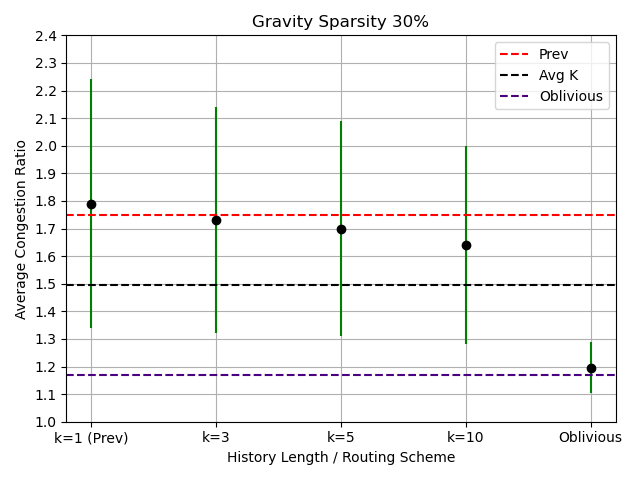 Gravity Sparsity 30%
Prev
Avg K
Oblivious
Average Congestion Ratio
2.4
2.3
2.2
2.1
2.0
1.9
1.8
1.7
1.6
1.5
1.4
1.3
1.2
1.1
1.0
k=1 (Prev) k=3 k=5 k=10 Oblivious
History Length / Routing Scheme